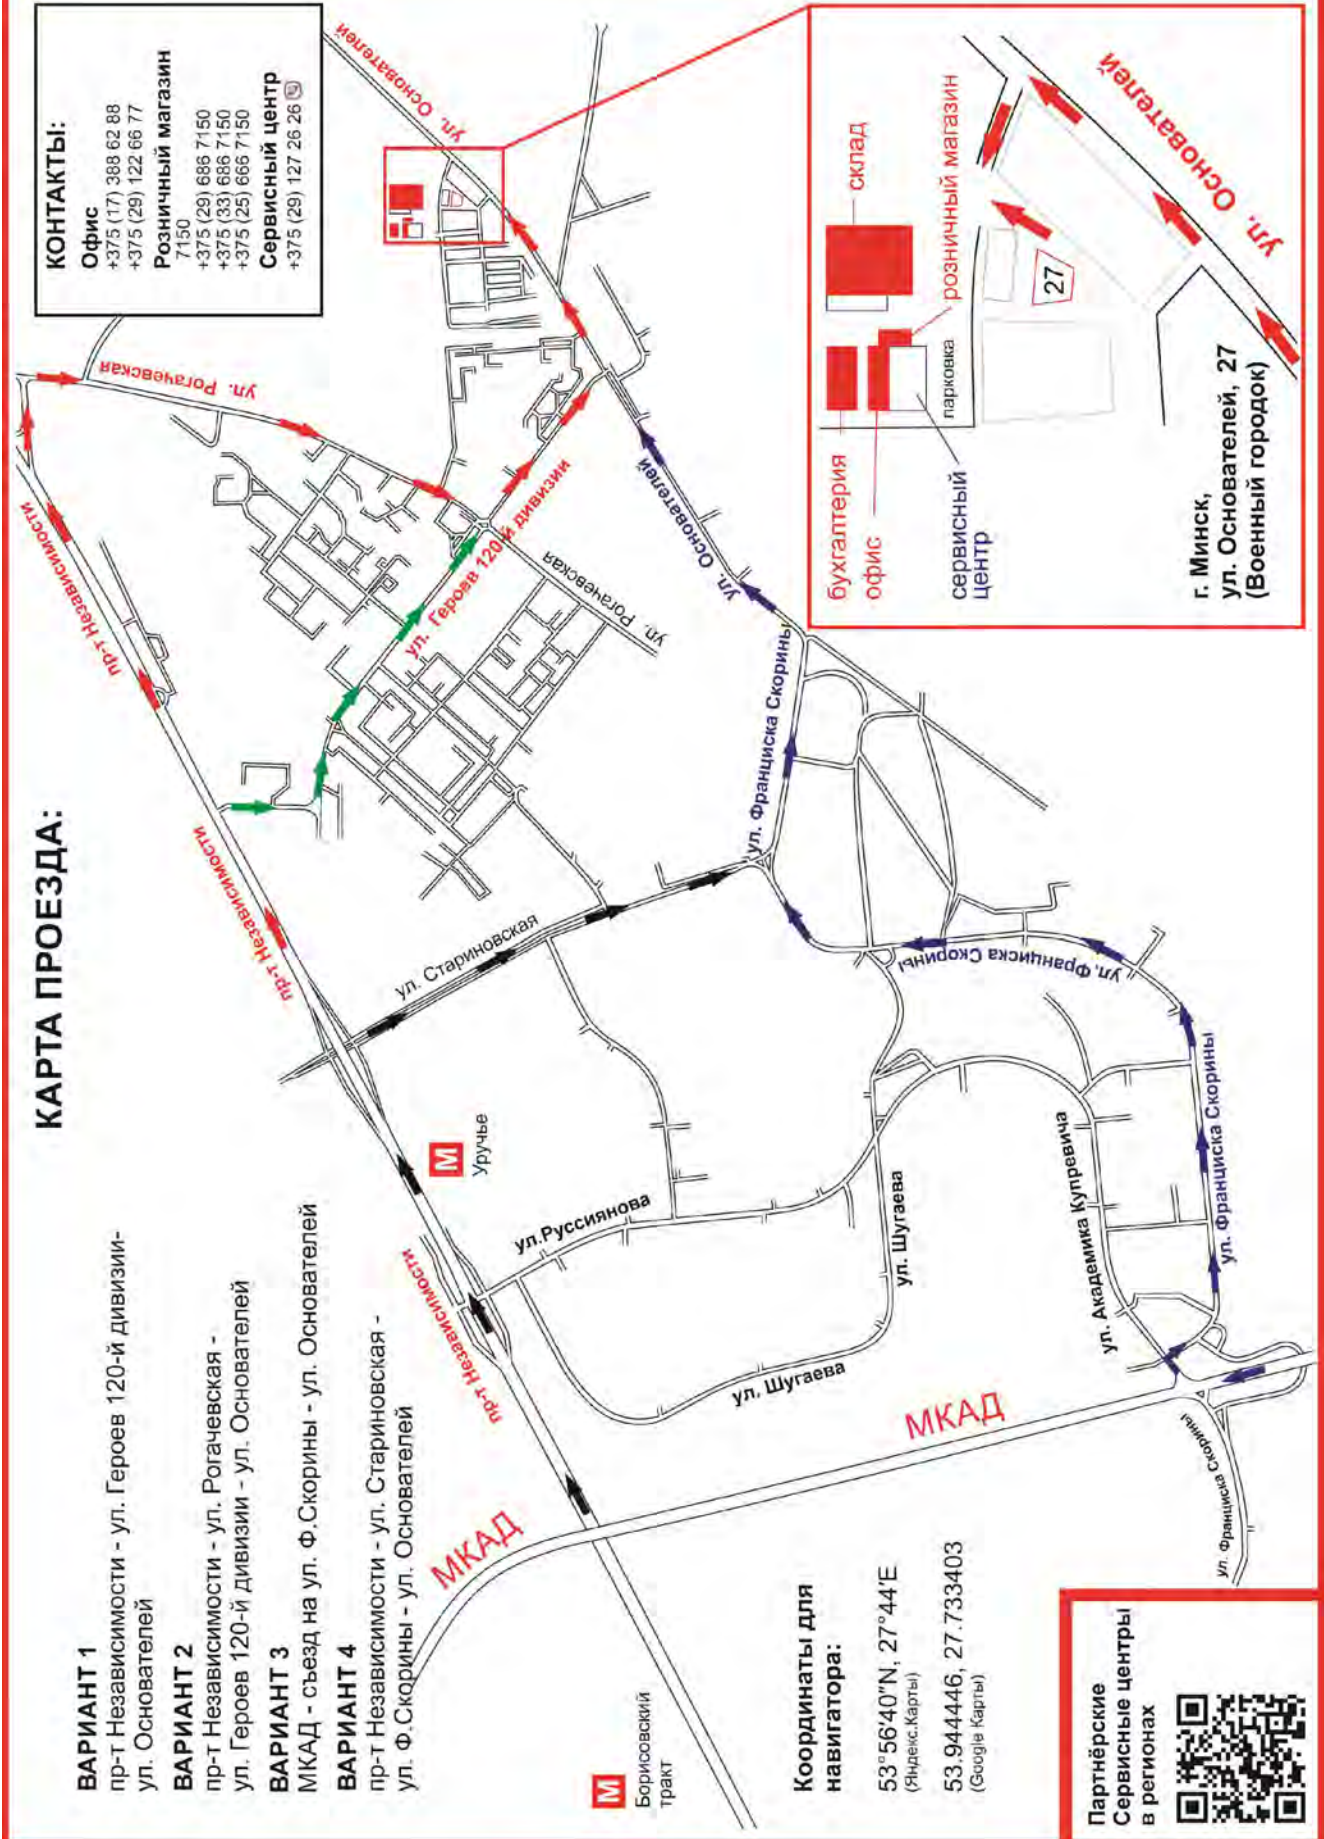 КАРТА ПРОЕЗДА:
ВАРИАНТ 1
пр-т Независимости - ул. Героев 120-й дивизии-
ул. Основателей
ВАРИАНТ 2
пр-т Независимости - ул. Рогачевская -
ул. Героев 120-й дивизии - ул. Основателей
ВАРИАНТ 3
МКАД - съезд на ул. Ф.Скорины - ул. Основателей
ВАРИАНТ 4
пр-т Независимости - ул. Стариновская -
ул. Ф.Скорины - ул. Основателей
КОНТАКТЫ:
Офис
+375 (17) 388 62 88
+375 (29) 122 66 77
Розничный магазин
7150
+375 (29) 686 7150
+375 (33) 686 7150
+375 (25) 666 7150
Сервисный центр
+375 (29) 127 26 26
М
Борисовский
тракт
М
Уручье
МКАД
МКАД
пр-т Независимости
пр-т Независимости
пр-т Независимости
ул. Рогачевская
ул. Рогачевская
ул. Героев 120-й дивизии
ул. Основателей
ул. Основателей
ул. Стариновская
ул.Руссиянова
ул. Шугаева
ул. Шугаева
ул. Академика Купревича
ул. Франциска Скорины
ул. Франциска Скорины
ул. Франциска Скорины
ул. Франциска Скорины
Координаты для
навигатора:
53°56'40"N, 27°44'E
(Яндекс.Карты)
53.944446, 27.733403
(Google Карты)
Партнёрские
Сервисные центры
в регионах
бухгалтерия
офис
склад
розничный магазин
парковка
сервисный
центр
27
ул. Основателей
г. Минск,
ул. Основателей, 27
(Военный городок)